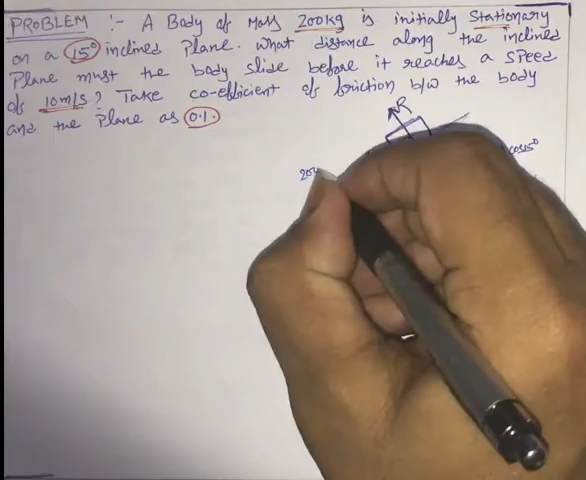 PROBLEM :- A Body of Mass 200kg is initially Stationary
on a 15° inclined Plane. What distance along the inclined
Plane must the body slide before it reaches a speed
of 10m/s? Take co-efficient of friction b/w the body
and the Plane as 0.1.
R
cos15°